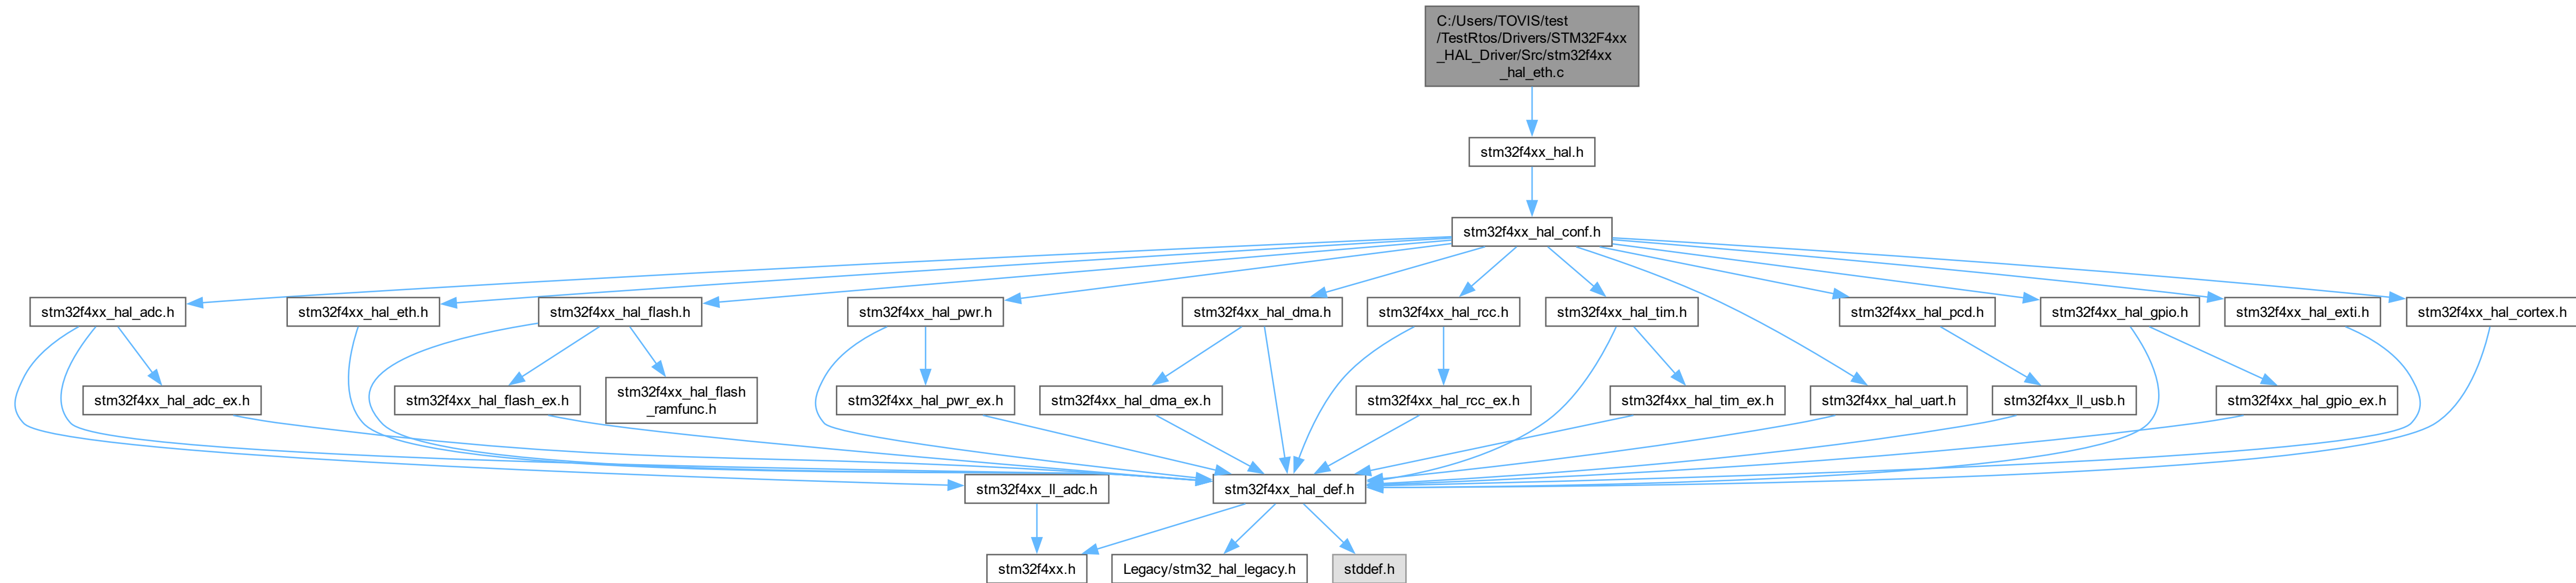 C:/Users/TOVIS/test
/TestRtos/Drivers/STM32F4xx
_HAL_Driver/Src/stm32f4xx
_hal_eth.c
stm32f4xx_hal.h
stm32f4xx_hal_conf.h
stm32f4xx_hal_adc.h
stm32f4xx_hal_eth.h
stm32f4xx_hal_flash.h
stm32f4xx_hal_pwr.h
stm32f4xx_hal_dma.h
stm32f4xx_hal_rcc.h
stm32f4xx_hal_tim.h
stm32f4xx_hal_pcd.h
stm32f4xx_hal_gpio.h
stm32f4xx_hal_exti.h
stm32f4xx_hal_cortex.h
stm32f4xx_hal_adc_ex.h
stm32f4xx_hal_flash_ex.h
stm32f4xx_hal_flash
_ramfunc.h
stm32f4xx_hal_pwr_ex.h
stm32f4xx_hal_dma_ex.h
stm32f4xx_hal_rcc_ex.h
stm32f4xx_hal_tim_ex.h
stm32f4xx_hal_uart.h
stm32f4xx_ll_usb.h
stm32f4xx_hal_gpio_ex.h
stm32f4xx_ll_adc.h
stm32f4xx_hal_def.h
stm32f4xx.h
Legacy/stm32_hal_legacy.h
stddef.h